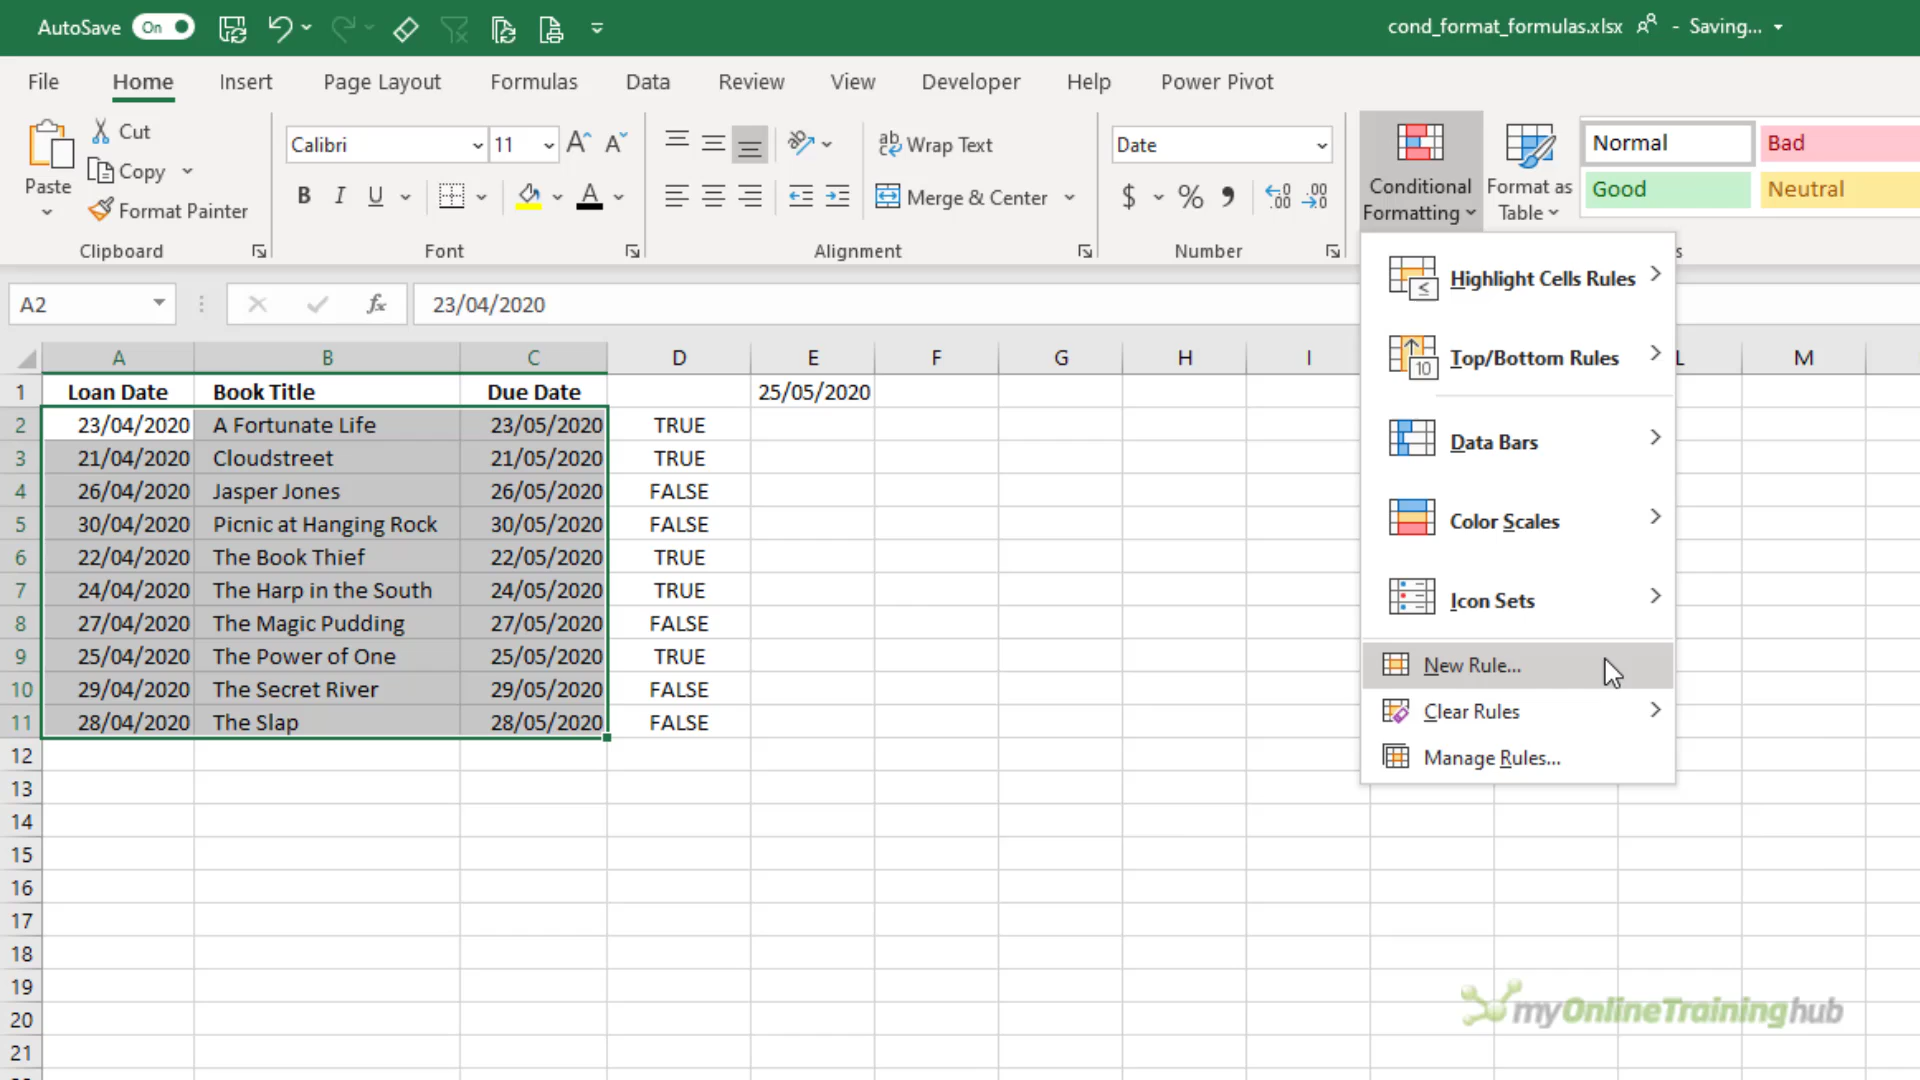 AutoSave On
cond_format_formulas.xlsx - Saving...
File Home Insert Page Layout Formulas Data Review View Developer Help Power Pivot
Paste
Cut
Copy
Format Painter
Clipboard
Calibri 11
B I U A
Font
ab Wrap Text
Merge & Center
Alignment
Date
$ % ,
Number
Conditional Formatting
Format as Table
Normal Bad
Good Neutral
s
A2 fx 23/04/2020
A B C D E F G H I L M
1 Loan Date Book Title Due Date 25/05/2020
2 23/04/2020 A Fortunate Life 23/05/2020 TRUE
3 21/04/2020 Cloudstreet 21/05/2020 TRUE
4 26/04/2020 Jasper Jones 26/05/2020 FALSE
5 30/04/2020 Picnic at Hanging Rock 30/05/2020 FALSE
6 22/04/2020 The Book Thief 22/05/2020 TRUE
7 24/04/2020 The Harp in the South 24/05/2020 TRUE
8 27/04/2020 The Magic Pudding 27/05/2020 FALSE
9 25/04/2020 The Power of One 25/05/2020 TRUE
10 29/04/2020 The Secret River 29/05/2020 FALSE
11 28/04/2020 The Slap 28/05/2020 FALSE
12
13
14
15
16
17
18
19
20
21
Highlight Cells Rules
Top/Bottom Rules
10
Data Bars
Color Scales
Icon Sets
New Rule...
Clear Rules
Manage Rules...
myOnlineTraininghub